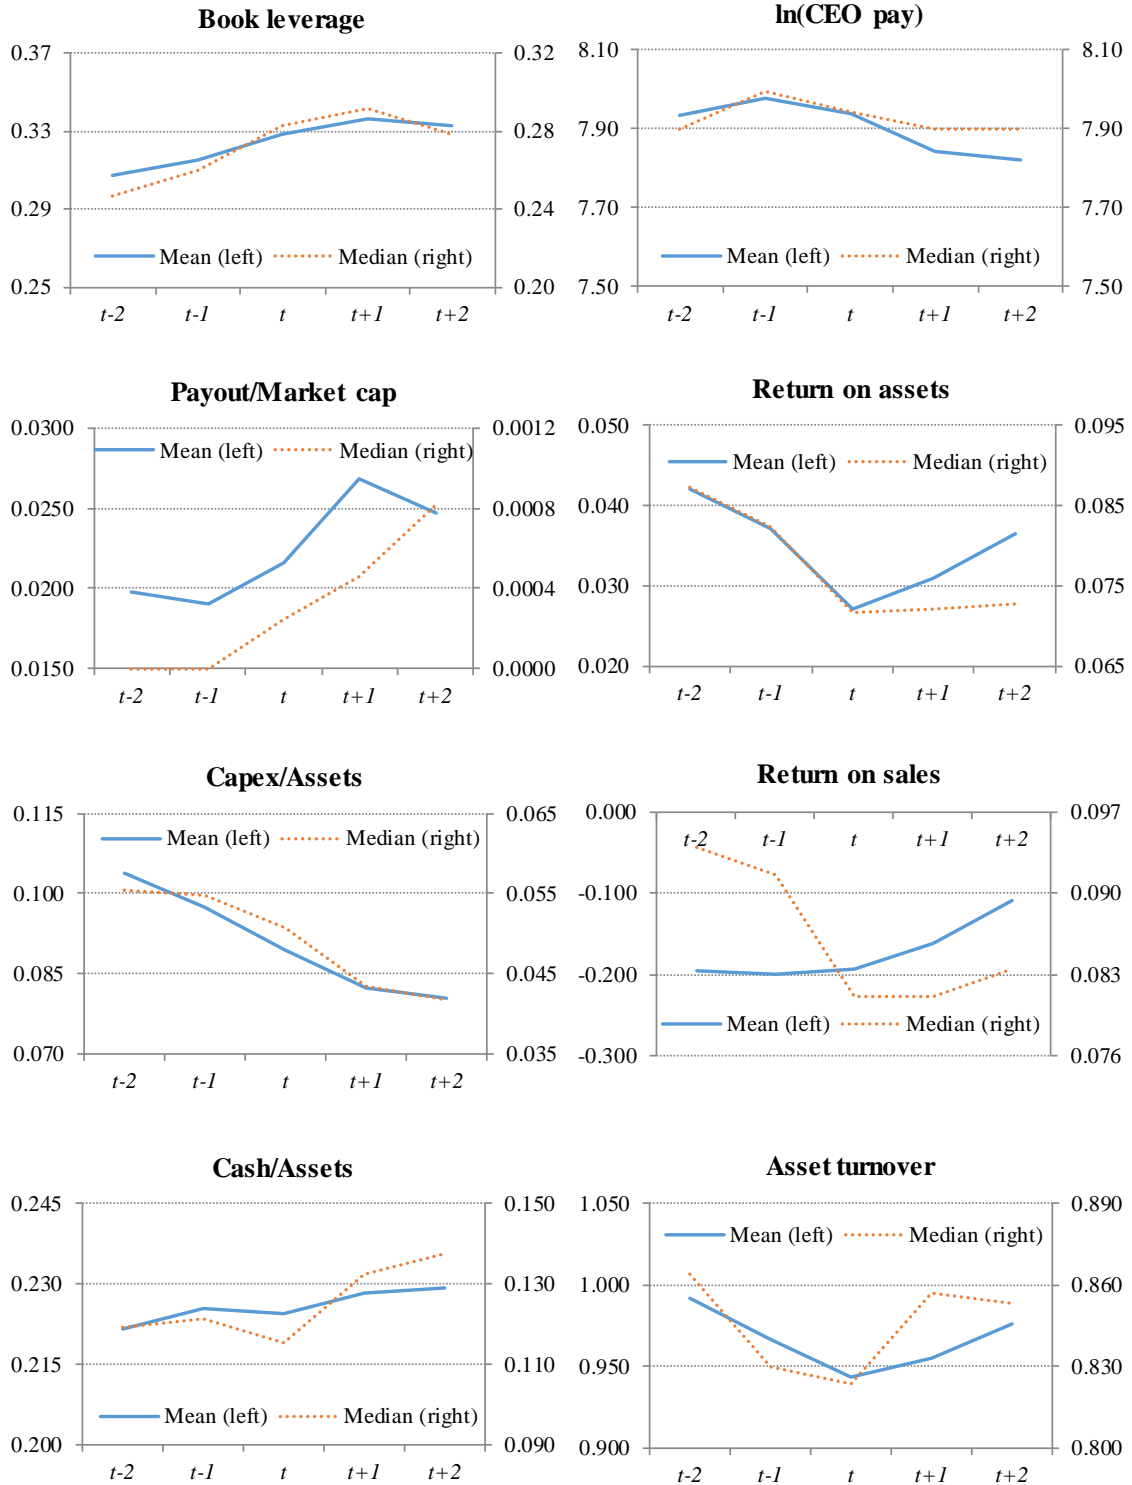 Book leverage
0.37
0.33
0.29
0.25
0.32
0.28
0.24
0.20
Mean (left) Median (right)
t-2 t-1 t t+1 t+2
ln(CEO pay)
8.10
7.90
7.70
7.50
8.10
7.90
7.70
7.50
Mean (left) Median (right)
t-2 t-1 t t+1 t+2
Payout/Market cap
0.0300
0.0250
0.0200
0.0150
0.0012
0.0008
0.0004
0.0000
Mean (left) Median (right)
t-2 t-1 t t+1 t+2
Return on assets
0.050
0.040
0.030
0.020
0.095
0.085
0.075
0.065
Mean (left) Median (right)
t-2 t-1 t t+1 t+2
Capex/Assets
0.115
0.100
0.085
0.070
0.065
0.055
0.045
0.035
Mean (left) Median (right)
t-2 t-1 t t+1 t+2
Return on sales
0.000
-0.100
-0.200
-0.300
0.097
0.090
0.083
0.076
t-2 t-1 t t+1 t+2
Mean (left) Median (right)
Cash/Assets
0.245
0.230
0.215
0.200
0.150
0.130
0.110
0.090
Mean (left) Median (right)
t-2 t-1 t t+1 t+2
Asset turnover
1.050
1.000
0.950
0.900
0.890
0.860
0.830
0.800
Mean (left) Median (right)
t-2 t-1 t t+1 t+2